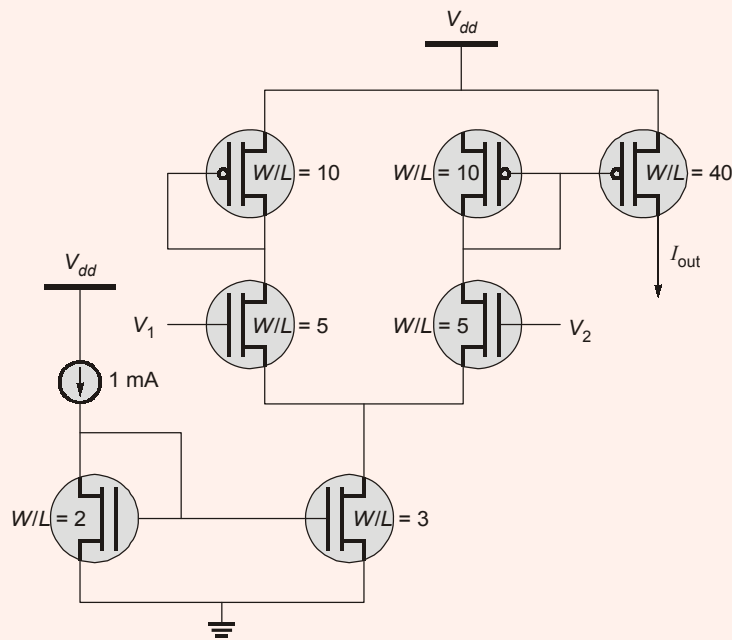 V_dd
W/L = 10
W/L = 10
W/L = 40
I_out
V_dd
V_1
W/L = 5
W/L = 5
V_2
1 mA
W/L = 2
W/L = 3